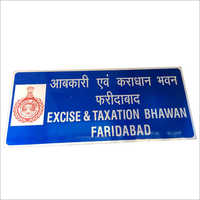 आबकारी एवं कराधान भवन
फरीदाबाद
EXCISE & TAXATION BHAWAN
FARIDABAD